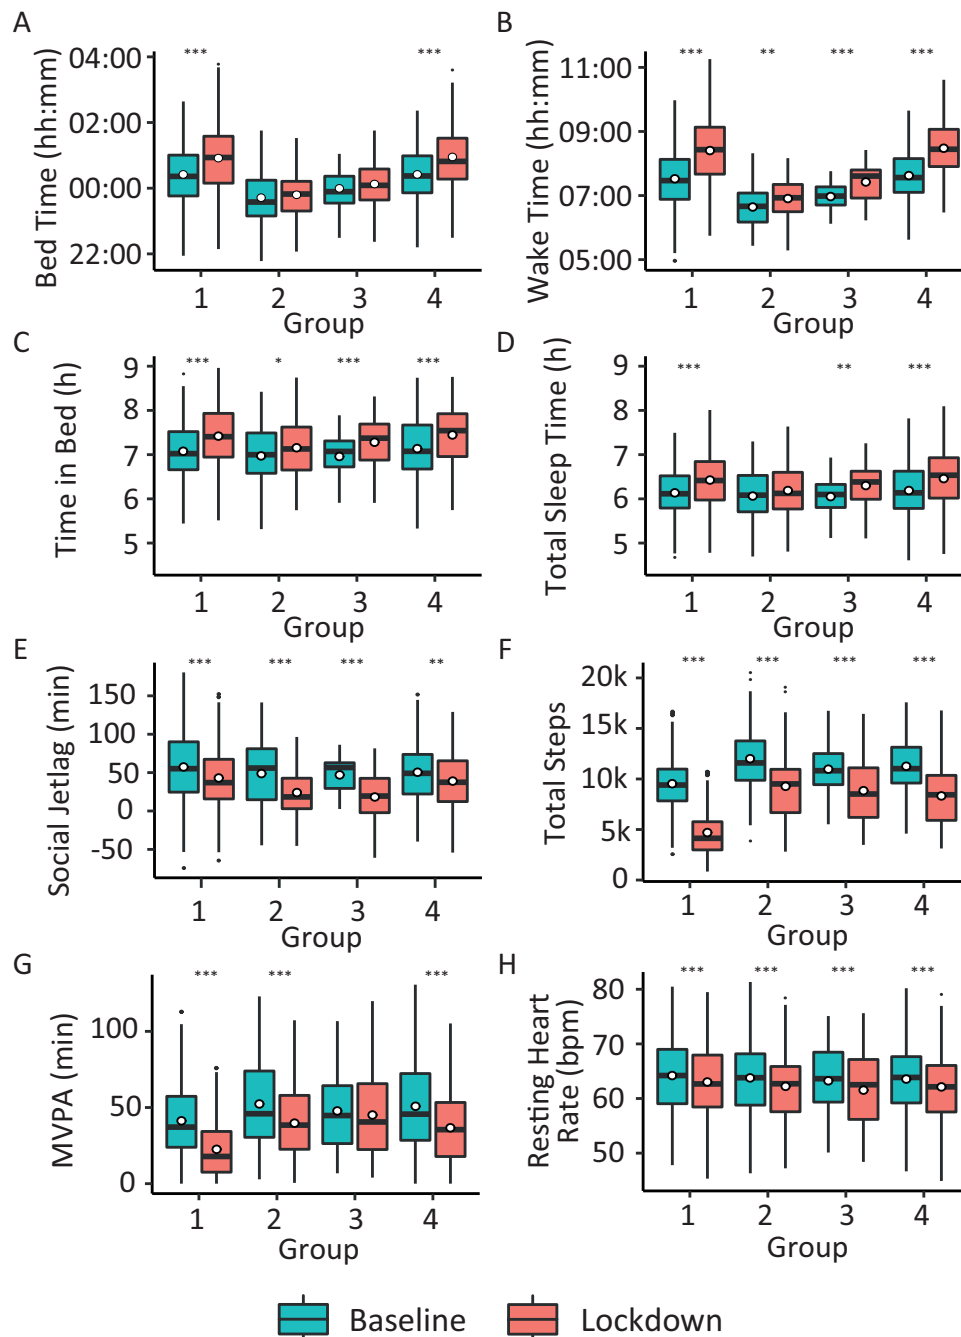 A
Bed Time (hh:mm)
04:00
02:00
00:00
22:00
*** ***
1 2 3 4
Group
B
Wake Time (hh:mm)
11:00
09:00
07:00
05:00
*** ** *** ***
1 2 3 4
Group
C
Time in Bed (h)
9
8
7
6
5
*** * *** ***
1 2 3 4
Group
D
Total Sleep Time (h)
9
8
7
6
5
*** ** ***
1 2 3 4
Group
E
Social Jetlag (min)
150
100
50
0
-50
*** *** *** **
1 2 3 4
Group
F
Total Steps
20k
15k
10k
5k
0
*** *** *** ***
1 2 3 4
Group
G
MVPA (min)
100
50
0
*** *** ***
1 2 3 4
Group
H
Resting Heart
Rate (bpm)
80
70
60
50
*** *** *** ***
1 2 3 4
Group
Baseline Lockdown